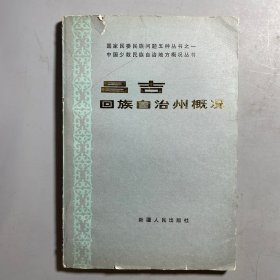 国家民委民族问题五种丛书之一
中国少数民族自治地方概况丛书
昌吉
回族自治州概况
新疆人民出版社